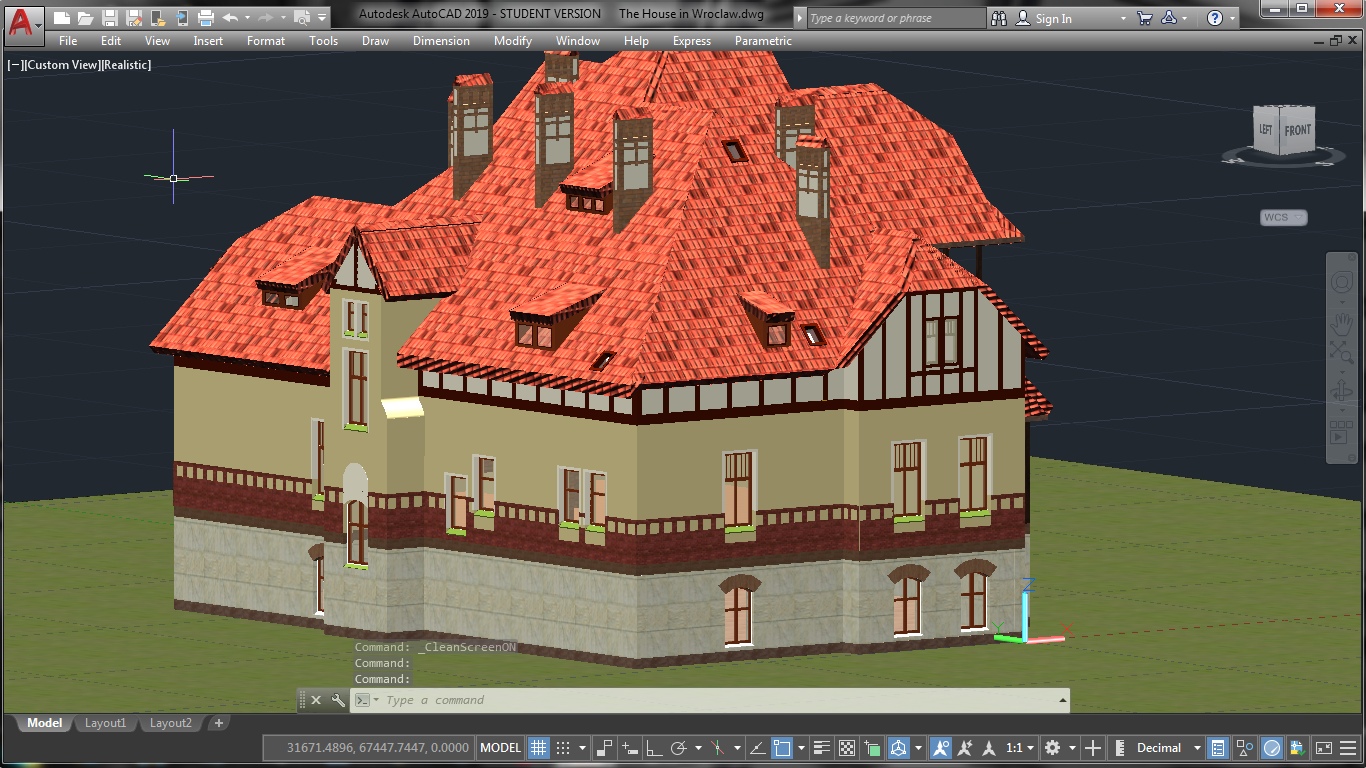 Autodesk AutoCAD 2019 - STUDENT VERSION The House in Wroclaw.dwg
Type a keyword or phrase
Sign In
File Edit View Insert Format Tools Draw Dimension Modify Window Help Express Parametric
[−][Custom View][Realistic]
LEFT FRONT
WCS
Z
Y X
Command: _CleanScreenON
Command:
Command:
Type a command
Model Layout1 Layout2 +
31671.4896, 67447.7447, 0.0000 MODEL 1:1 Decimal